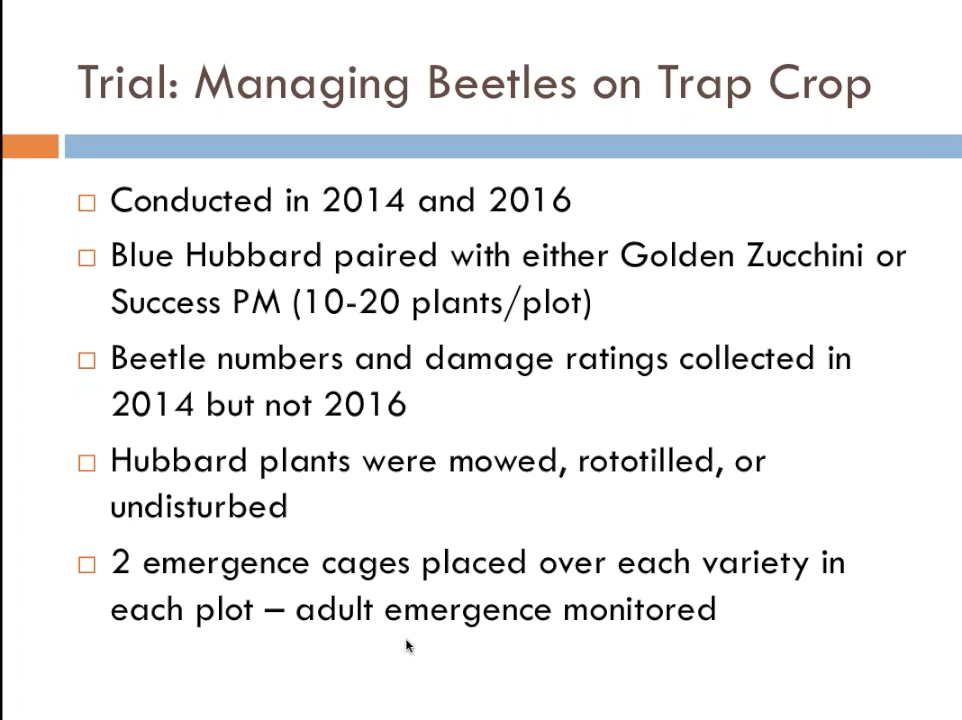 Trial: Managing Beetles on Trap Crop
Conducted in 2014 and 2016
Blue Hubbard paired with either Golden Zucchini or
Success PM (10-20 plants/plot)
Beetle numbers and damage ratings collected in
2014 but not 2016
Hubbard plants were mowed, rototilled, or
undisturbed
2 emergence cages placed over each variety in
each plot – adult emergence monitored